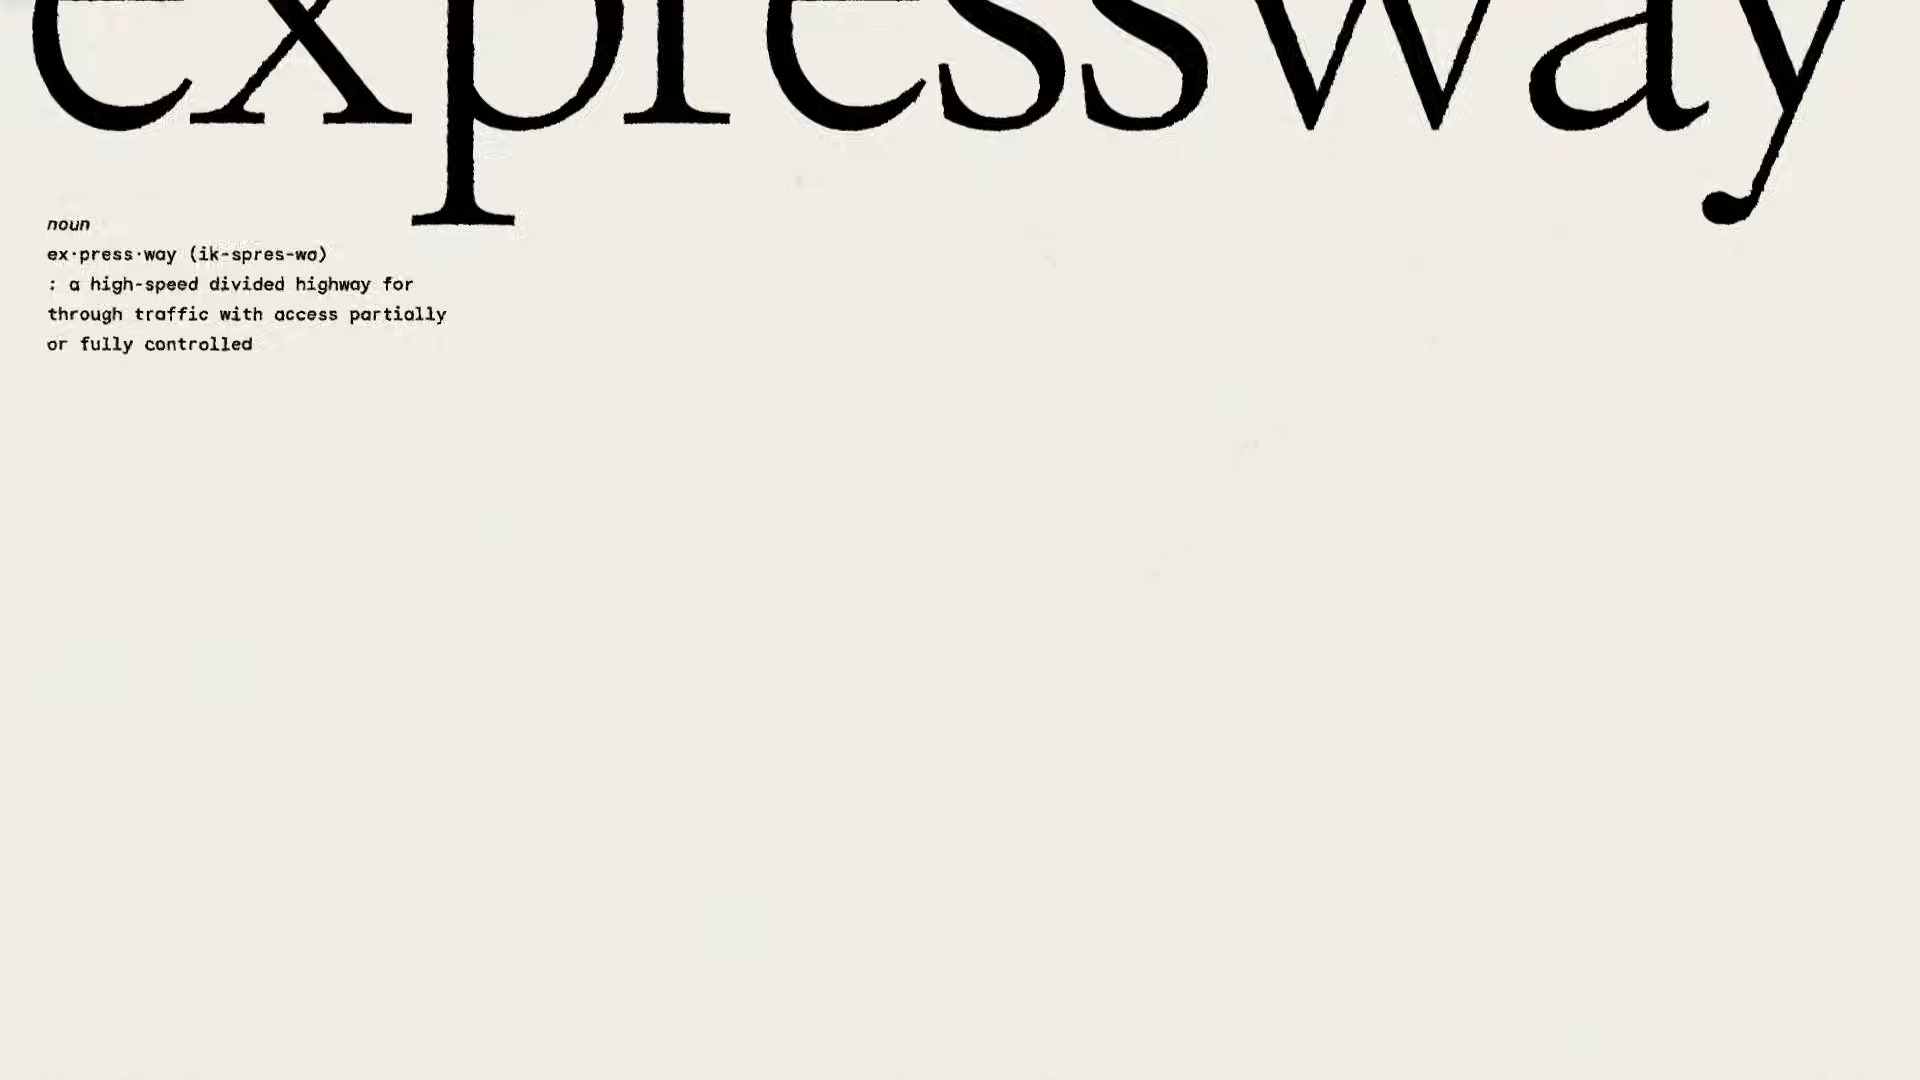 expressway
noun
ex·press·way (ik-spres-wa)
: a high-speed divided highway for
through traffic with access partially
or fully controlled